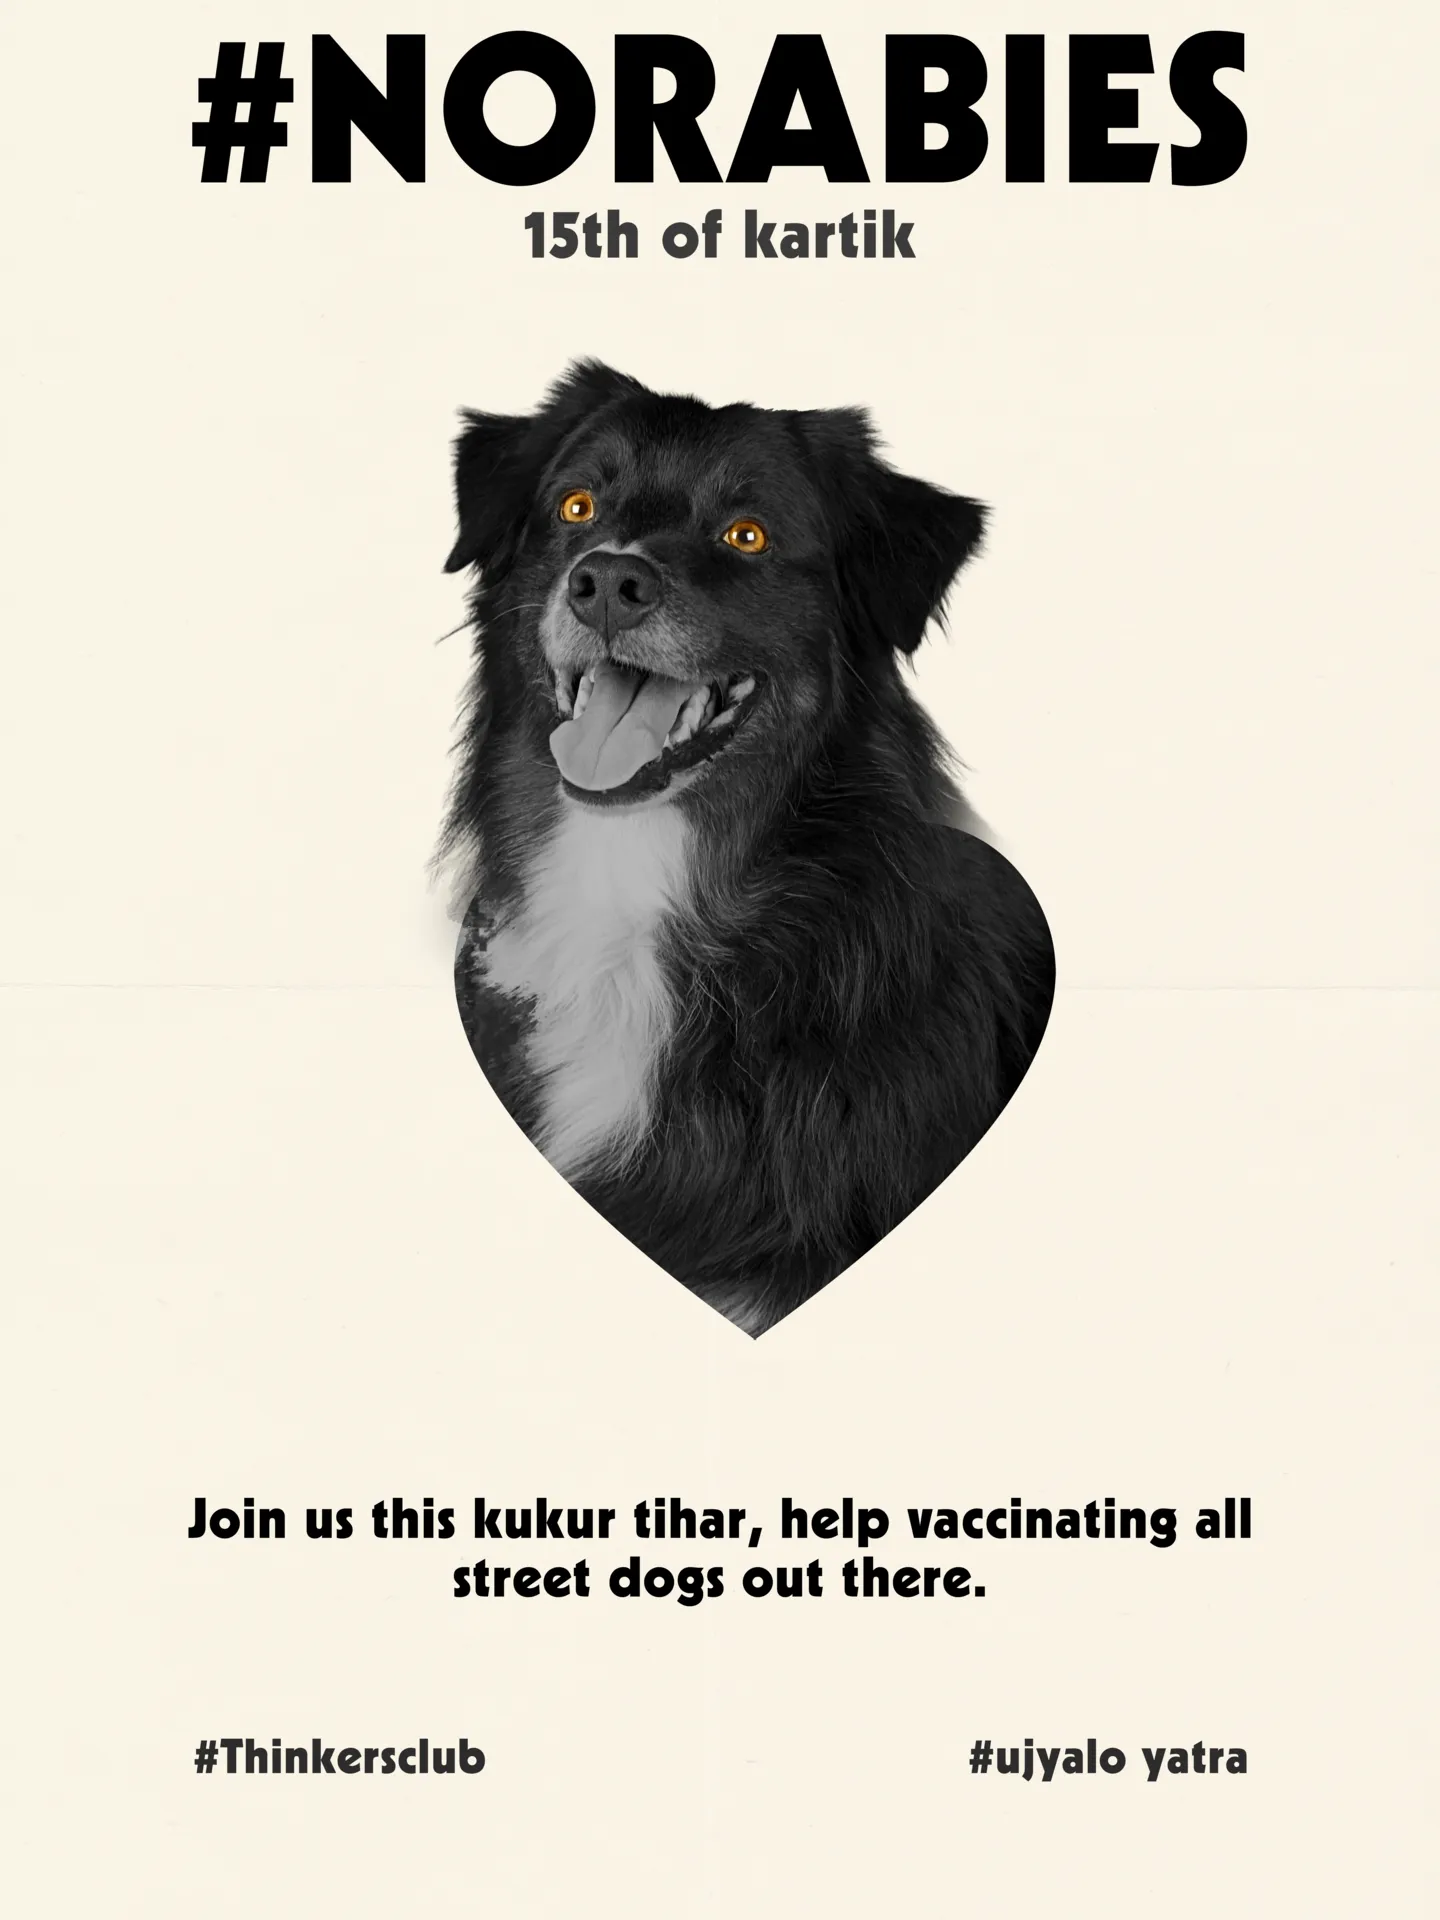 #NORABIES
15th of kartik
Join us this kukur tihar, help vaccinating all
street dogs out there.
#Thinkersclub
#ujyalo yatra